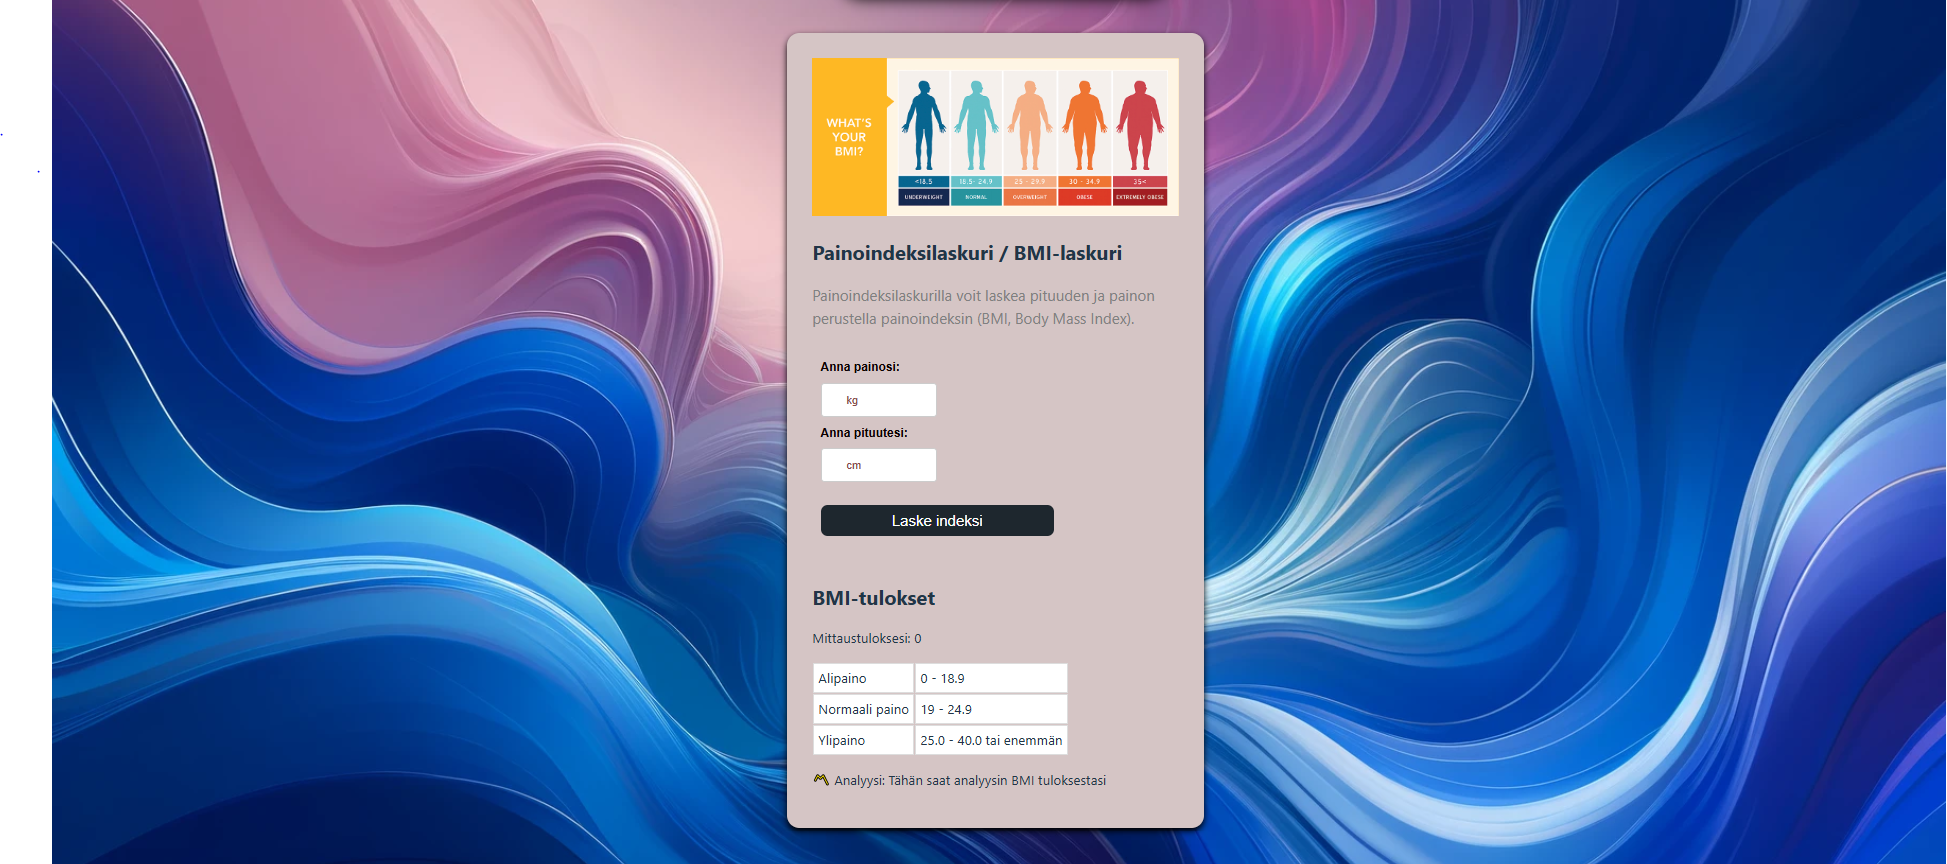 WHAT'S
YOUR
BMI?
<18.5 18.5- 24.9 25 - 29.9 30 - 34.9 35<
UNDERWEIGHT NORMAL OVERWEIGHT OBESE EXTREMELY OBESE
Painoindeksilaskuri / BMI-laskuri
Painoindeksilaskurilla voit laskea pituuden ja painon
perustella painoindeksin (BMI, Body Mass Index).
Anna painosi:
kg
Anna pituutesi:
cm
Laske indeksi
BMI-tulokset
Mittaustuloksesi: 0
Alipaino 0 - 18.9
Normaali paino 19 - 24.9
Ylipaino 25.0 - 40.0 tai enemmän
Analyysi: Tähän saat analyysin BMI tuloksestasi